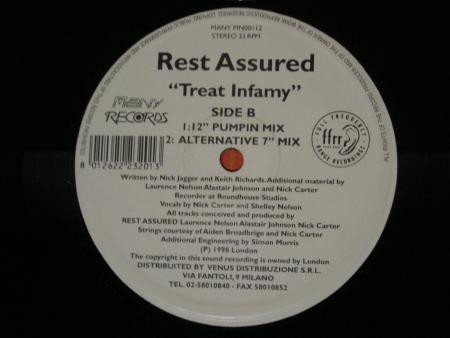 MANY MN00112
STEREO 33 RPM
Rest Assured
"Treat Infamy"
SIDE B
1:12" PUMPIN MIX
2: ALTERNATIVE 7" MIX
MANY
RECORDS
8 012622 232013
FULL FREQUENCY
ffrr
RANGE RECORDINGS
Written by Nick Jagger and Keith Richards. Additional material by
Laurence Nelson Alastair Johnson and Nick Carter
Recorder at Roundhouse Studios
Vocals by Nick Carter and Shelley Nelson
All tracks conceived and produced by
REST ASSURED Laurence Nelson Alastair Johnson Nick Carter
Strings courtesy of Aiden Broadbrige and Nick Carter
Additional Engineering by Simon Morris
(P) 1998 London
The copyright in this sound recording is owned by London
DISTRIBUITED BY VENUS DISTRIBUZIONE S.R.L.
VIA FANTOLI, 9 MILANO
TEL. 02-58010840 - FAX 58010852